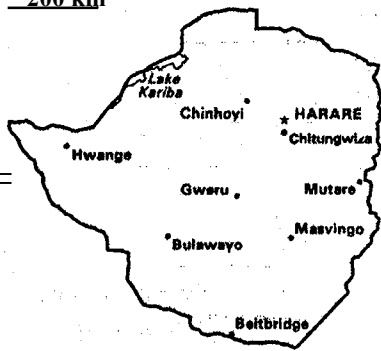 200 km
Lake
Kariba
Chinhoyi
HARARE
Chitungwiza
Hwange
Gweru
Mutare
Bulawayo
Masvingo
Beitbridge